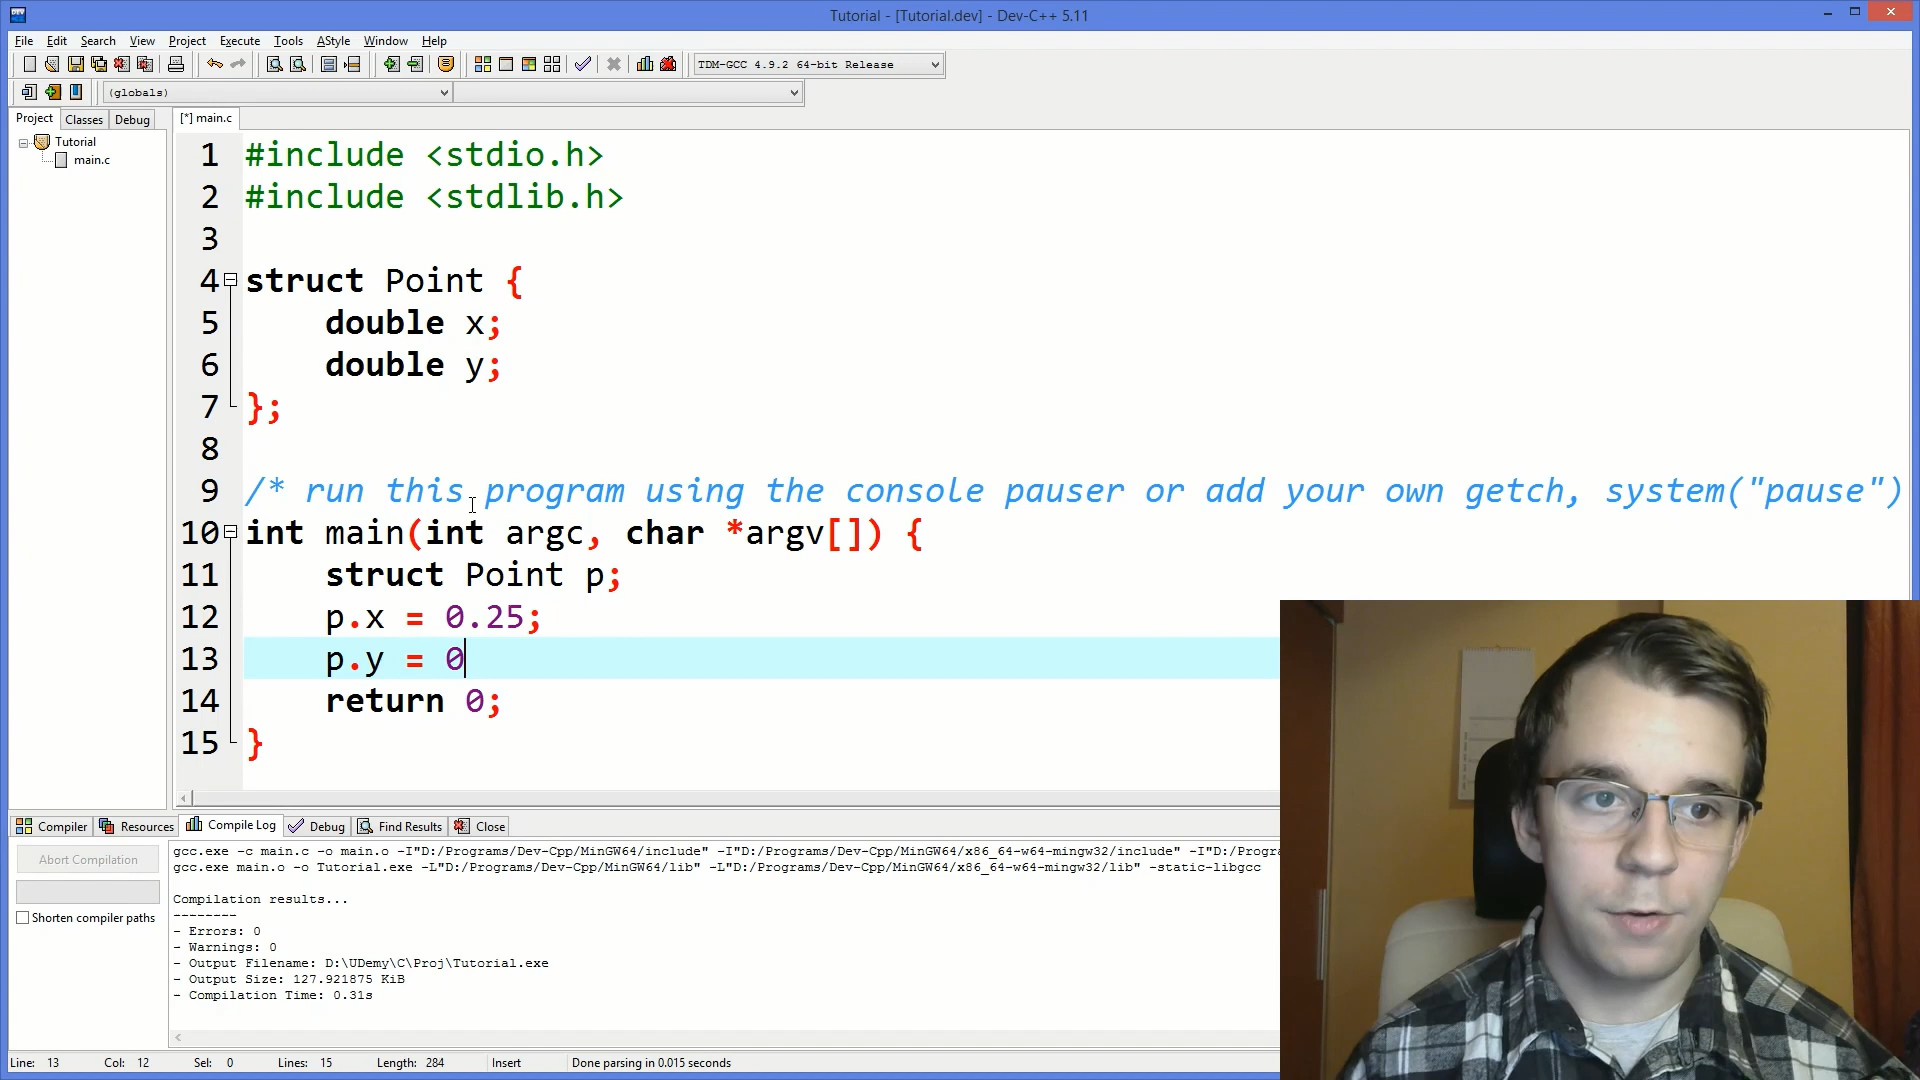 Tutorial - [Tutorial.dev] - Dev-C++ 5.11
File Edit Search View Project Execute Tools AStyle Window Help
TDM-GCC 4.9.2 64-bit Release
(globals)
Project Classes Debug
[*] main.c
Tutorial
main.c
1 #include <stdio.h>
2 #include <stdlib.h>
3
4 struct Point {
5 double x;
6 double y;
7 };
8
9 /* run this program using the console pauser or add your own getch, system("pause")
10 int main(int argc, char *argv[]) {
11 struct Point p;
12 p.x = 0.25;
13 p.y = 0
14 return 0;
15 }
Compiler Resources Compile Log Debug Find Results Close
Abort Compilation
Shorten compiler paths
gcc.exe -c main.c -o main.o -I"D:/Programs/Dev-Cpp/MinGW64/include" -I"D:/Programs/Dev-Cpp/MinGW64/x86_64-w64-mingw32/include" -I"D:/Progra
gcc.exe main.o -o Tutorial.exe -L"D:/Programs/Dev-Cpp/MinGW64/lib" -L"D:/Programs/Dev-Cpp/MinGW64/x86_64-w64-mingw32/lib" -static-libgcc
Compilation results...
--------
- Errors: 0
- Warnings: 0
- Output Filename: D:\UDemy\C\Proj\Tutorial.exe
- Output Size: 127.921875 KiB
- Compilation Time: 0.31s
Line: 13 Col: 12 Sel: 0 Lines: 15 Length: 284 Insert Done parsing in 0.015 seconds